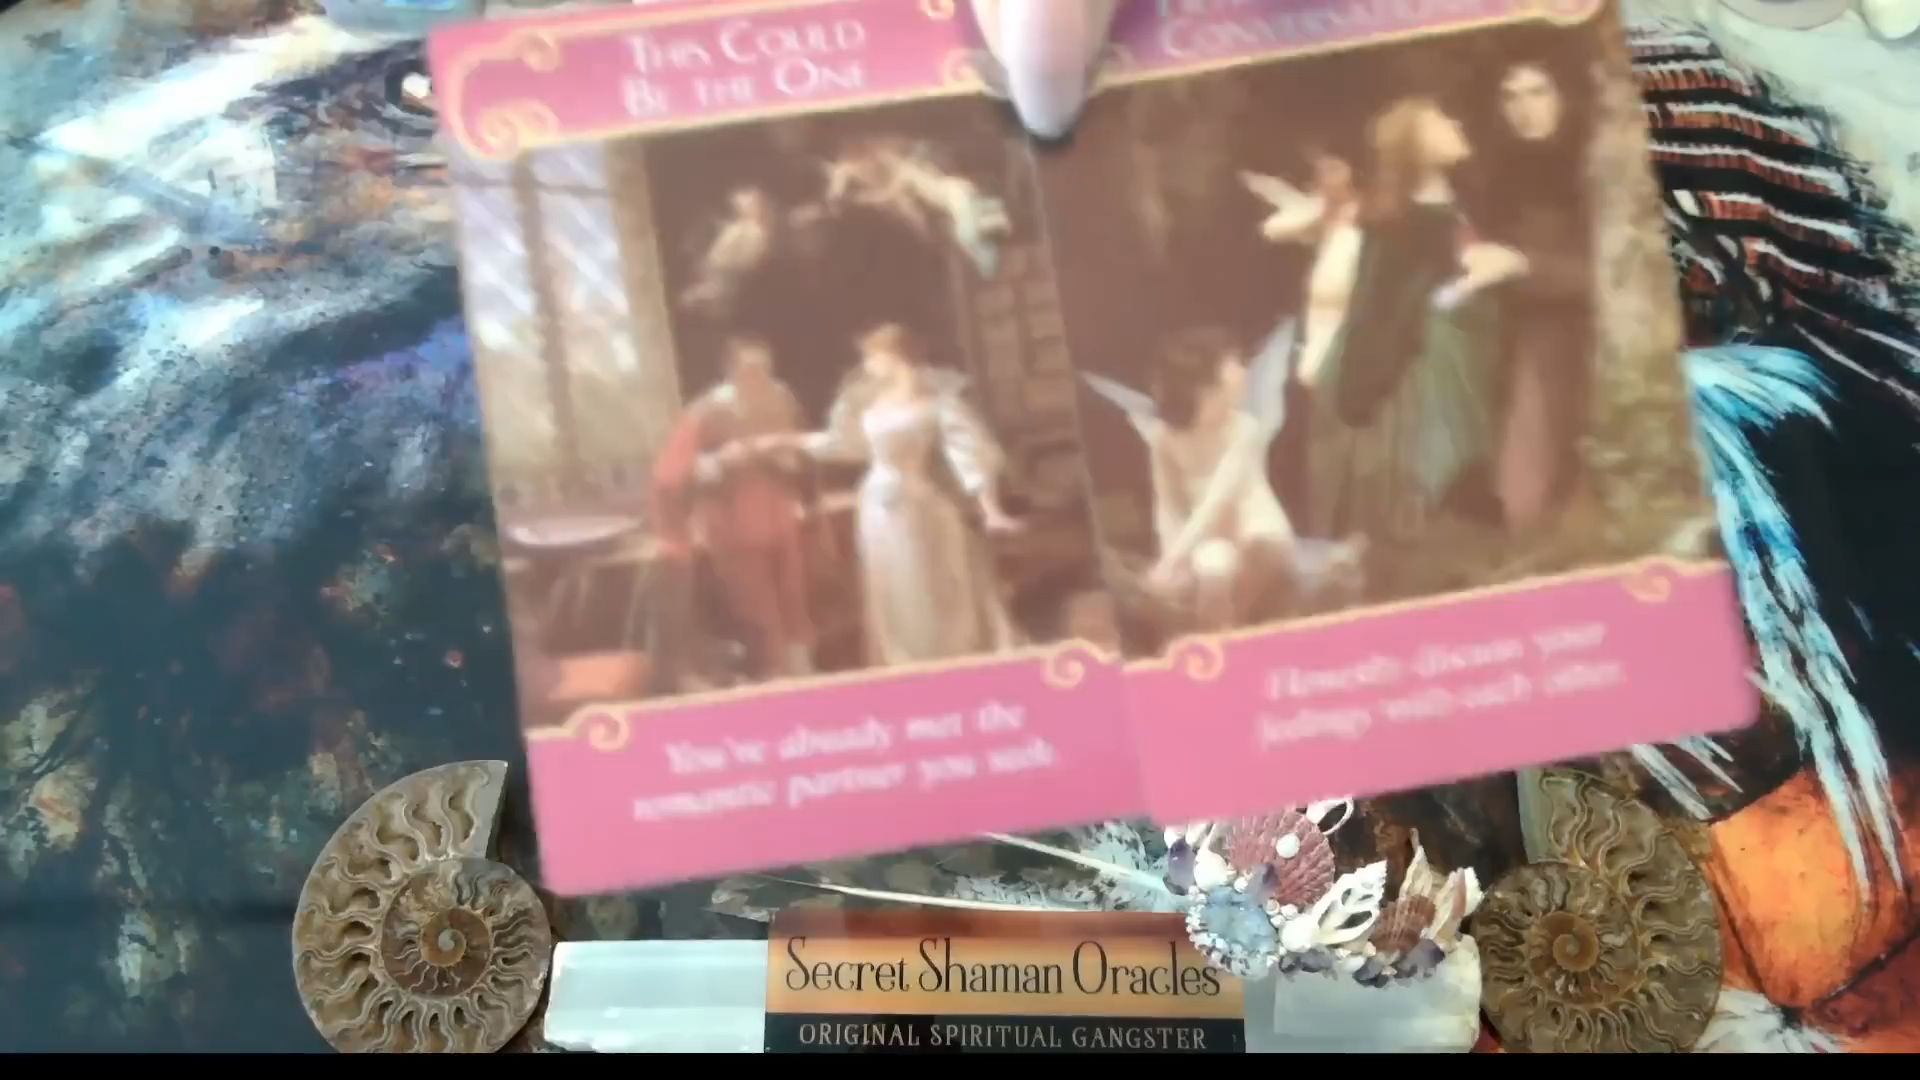 THIS COULD
BE THE ONE
CONVERSATION
You've already met the
romantic partner you seek.
Honestly discuss your
feelings with each other.
Secret Shaman Oracles
ORIGINAL SPIRITUAL GANGSTER